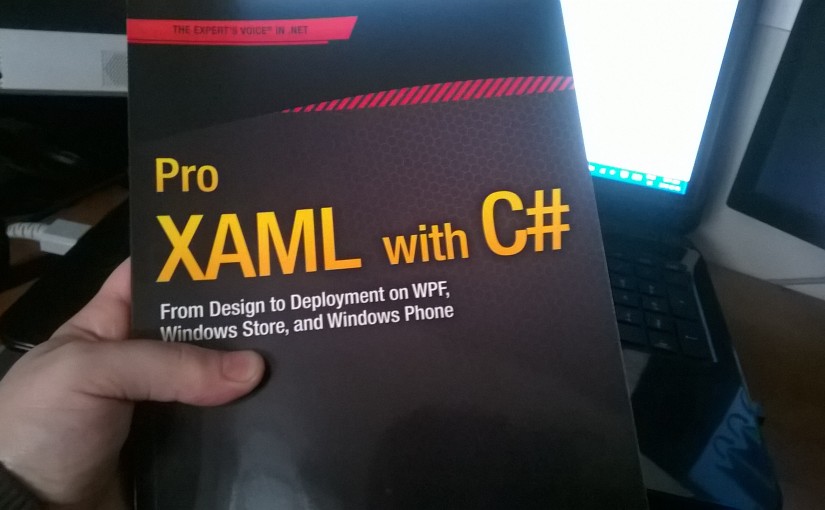 THE EXPERT'S VOICE® IN .NET
Pro
XAML with C#
From Design to Deployment on WPF,
Windows Store, and Windows Phone